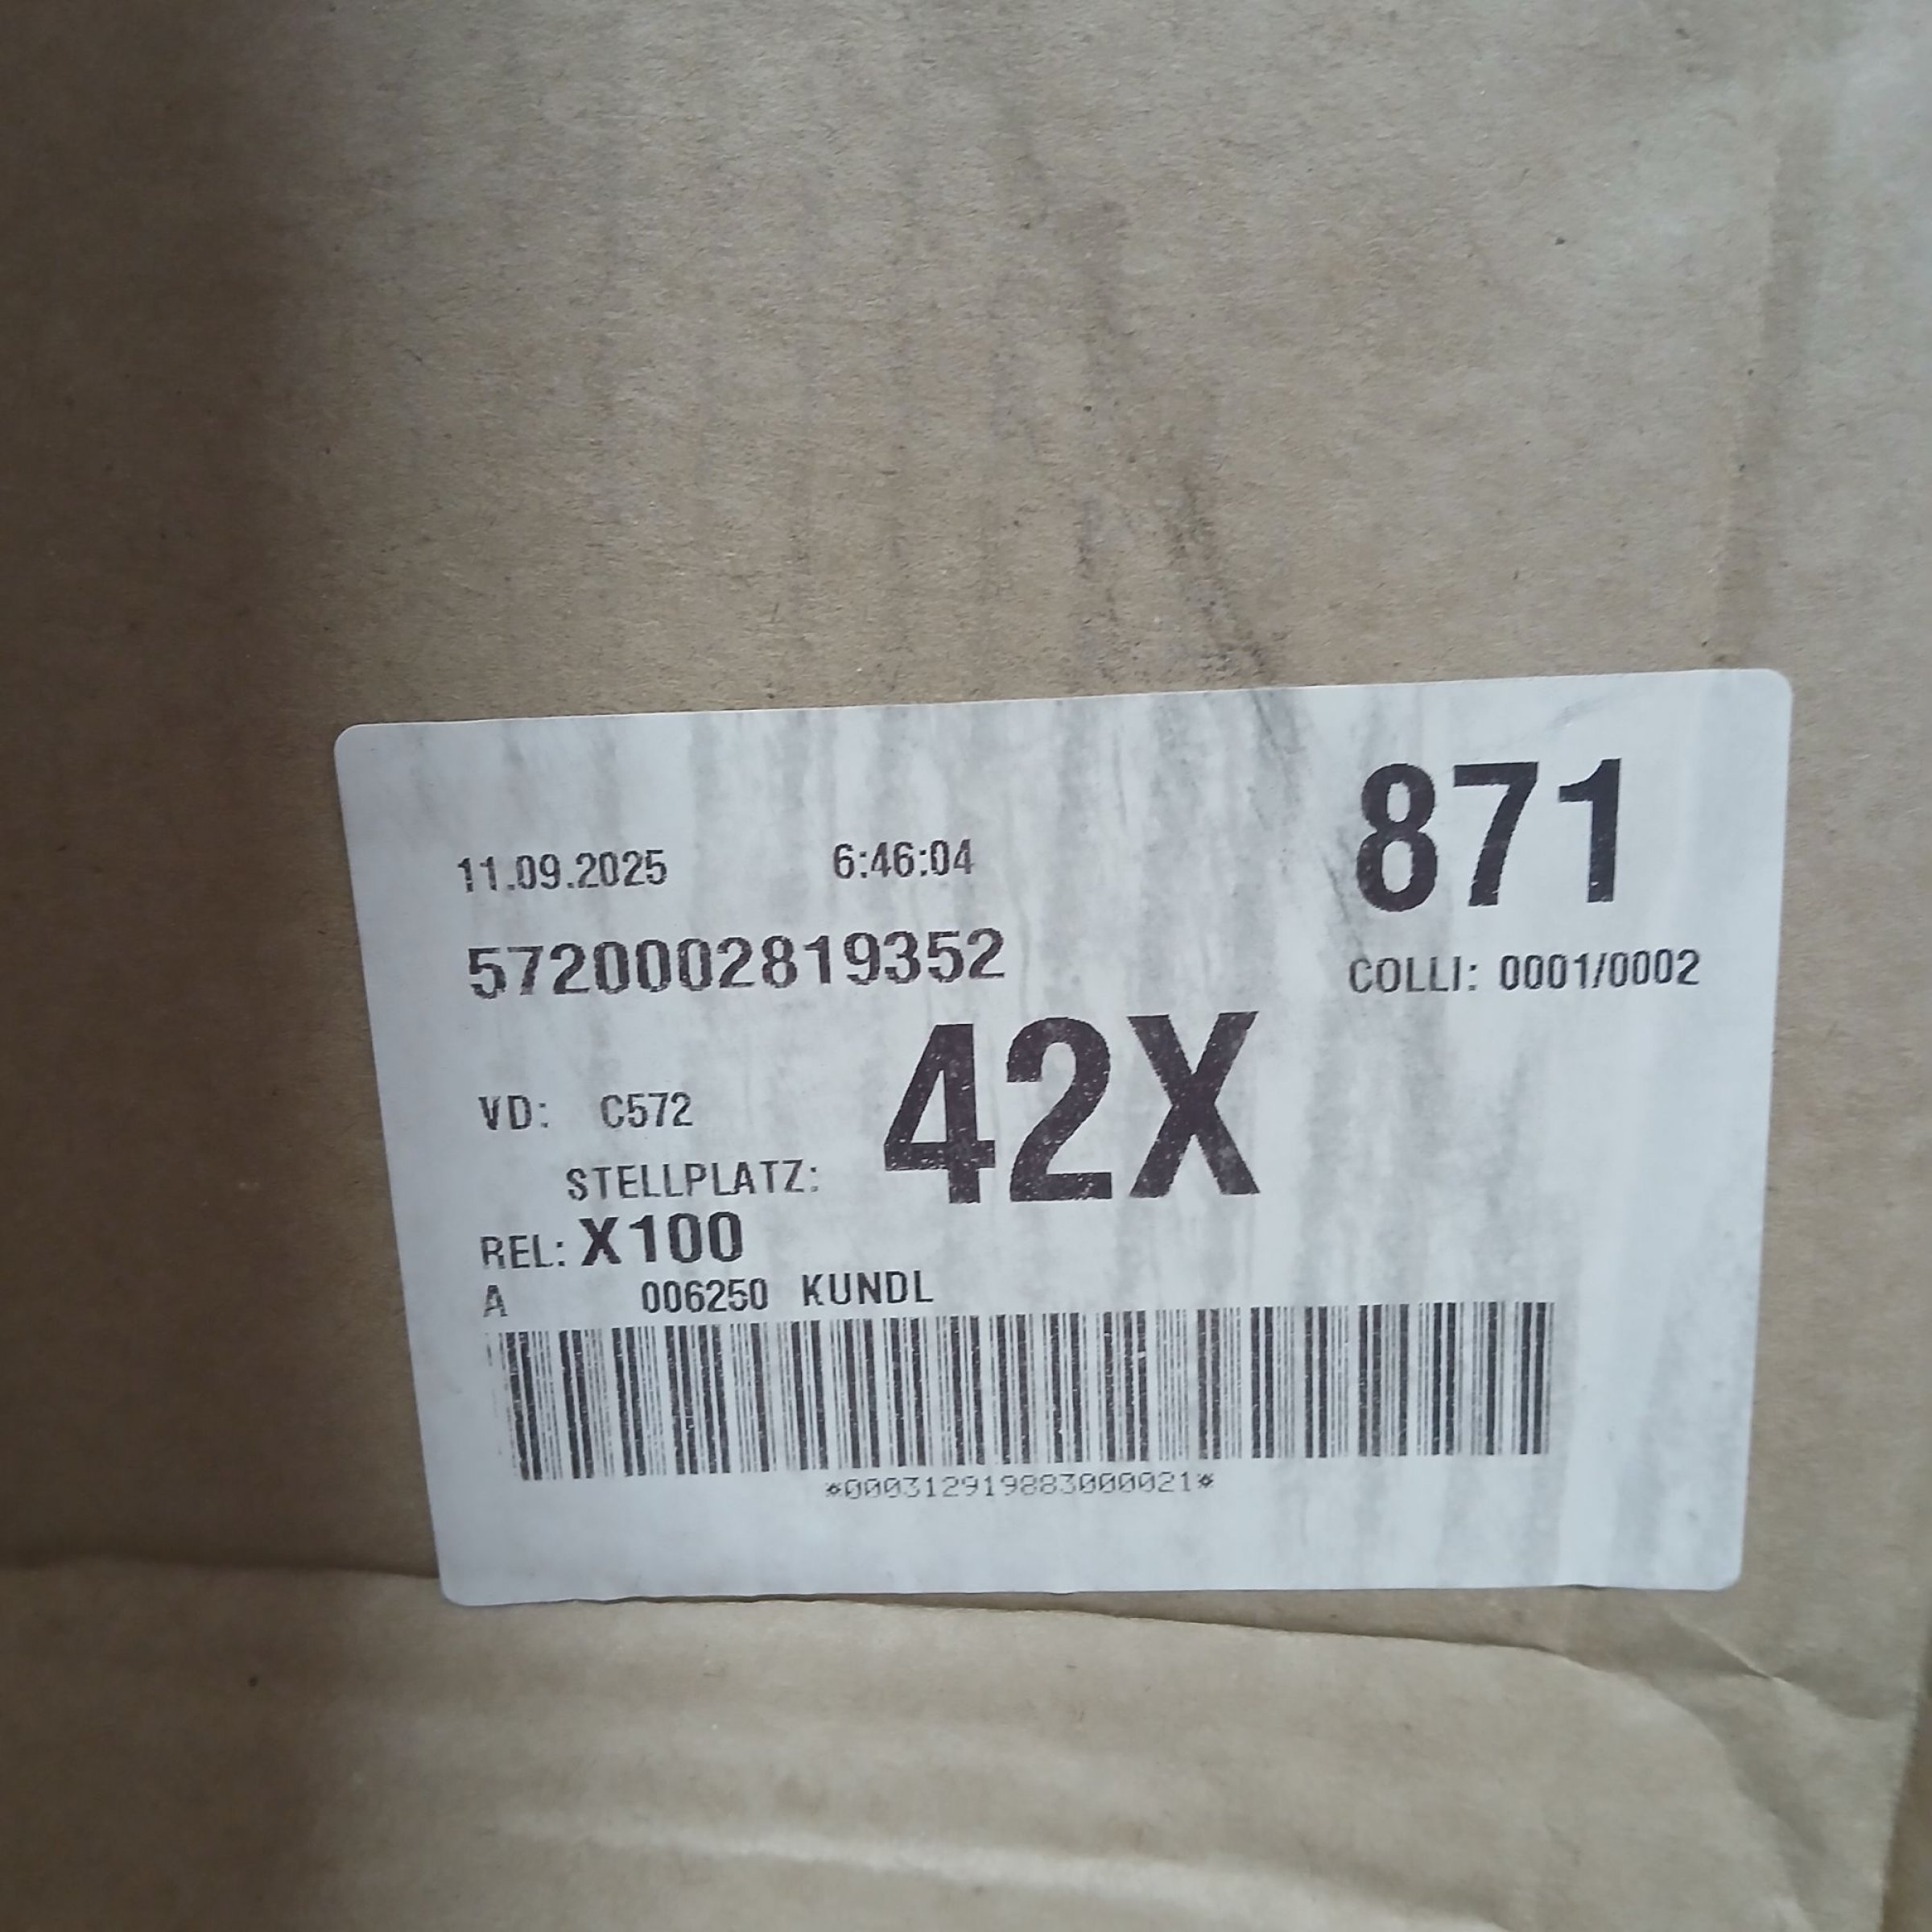 871
11.09.2025 6:46:04
5720002819352
COLLI: 0001/0002
VD: C572
STELLPLATZ: 42X
REL: X100
A 006250 KUNDL
*000312919883000021*